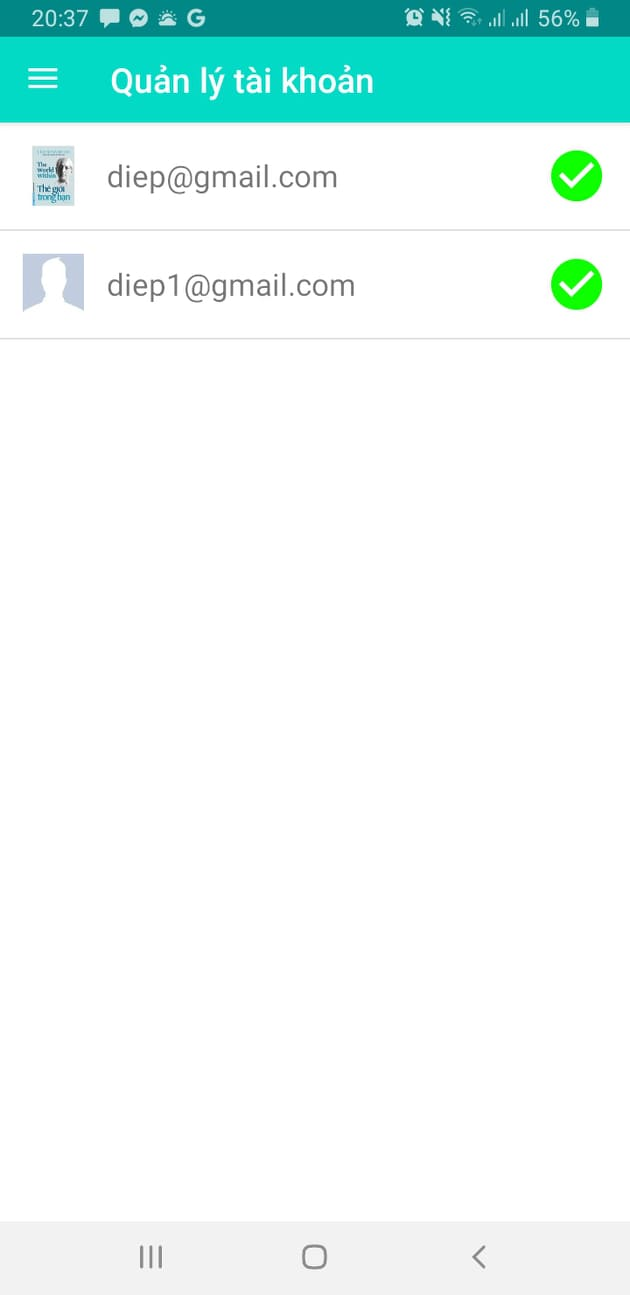 20:37
56%
Quản lý tài khoản
The
World
Within
Thế giới
trong bạn
diep@gmail.com
diep1@gmail.com